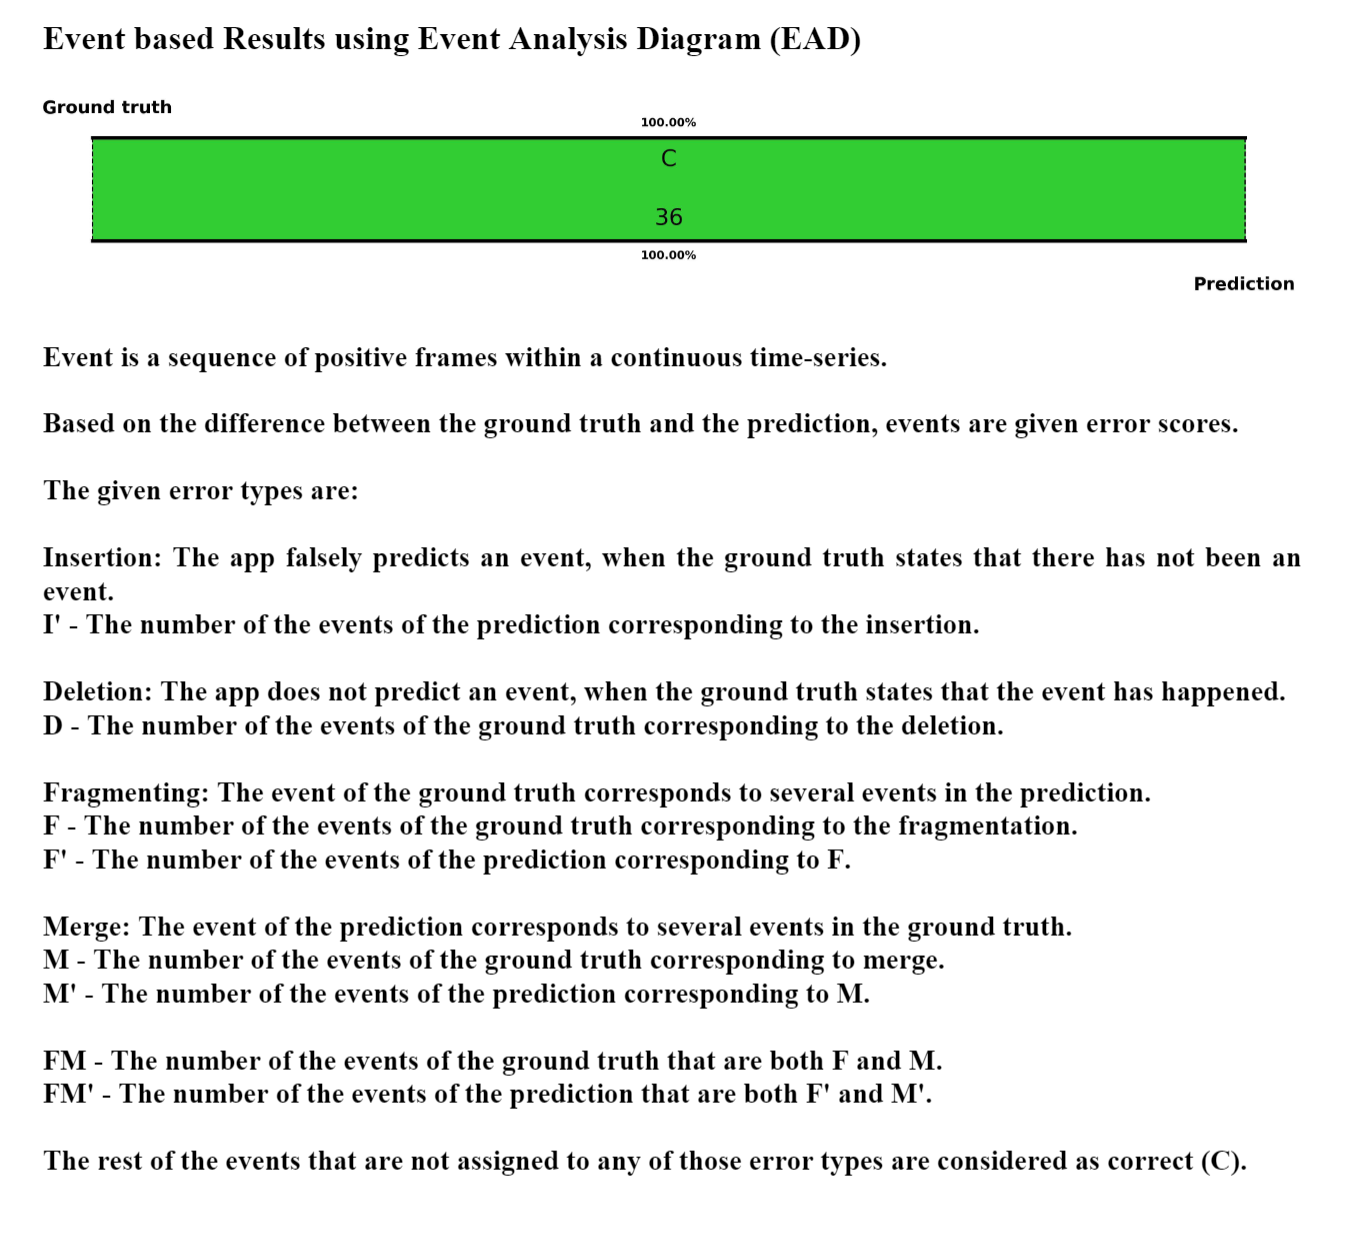 Event based Results using Event Analysis Diagram (EAD)
Ground truth
100.00%
C
36
100.00%
Prediction
Event is a sequence of positive frames within a continuous time-series.
Based on the difference between the ground truth and the prediction, events are given error scores.
The given error types are:
Insertion: The app falsely predicts an event, when the ground truth states that there has not been an
event.
I' - The number of the events of the prediction corresponding to the insertion.
Deletion: The app does not predict an event, when the ground truth states that the event has happened.
D - The number of the events of the ground truth corresponding to the deletion.
Fragmenting: The event of the ground truth corresponds to several events in the prediction.
F - The number of the events of the ground truth corresponding to the fragmentation.
F' - The number of the events of the prediction corresponding to F.
Merge: The event of the prediction corresponds to several events in the ground truth.
M - The number of the events of the ground truth corresponding to merge.
M' - The number of the events of the prediction corresponding to M.
FM - The number of the events of the ground truth that are both F and M.
FM' - The number of the events of the prediction that are both F' and M'.
The rest of the events that are not assigned to any of those error types are considered as correct (C).